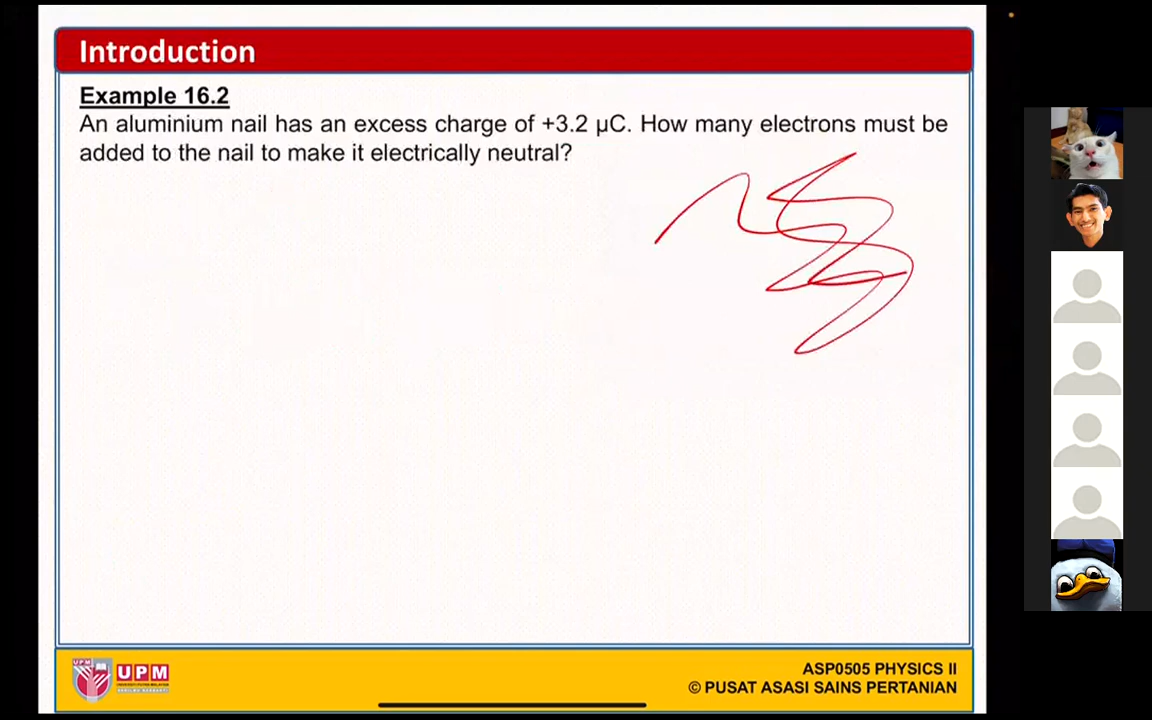 Introduction
Example 16.2
An aluminium nail has an excess charge of +3.2 µC. How many electrons must be
added to the nail to make it electrically neutral?
UPM
UPM
ASP0505 PHYSICS II
© PUSAT ASASI SAINS PERTANIAN